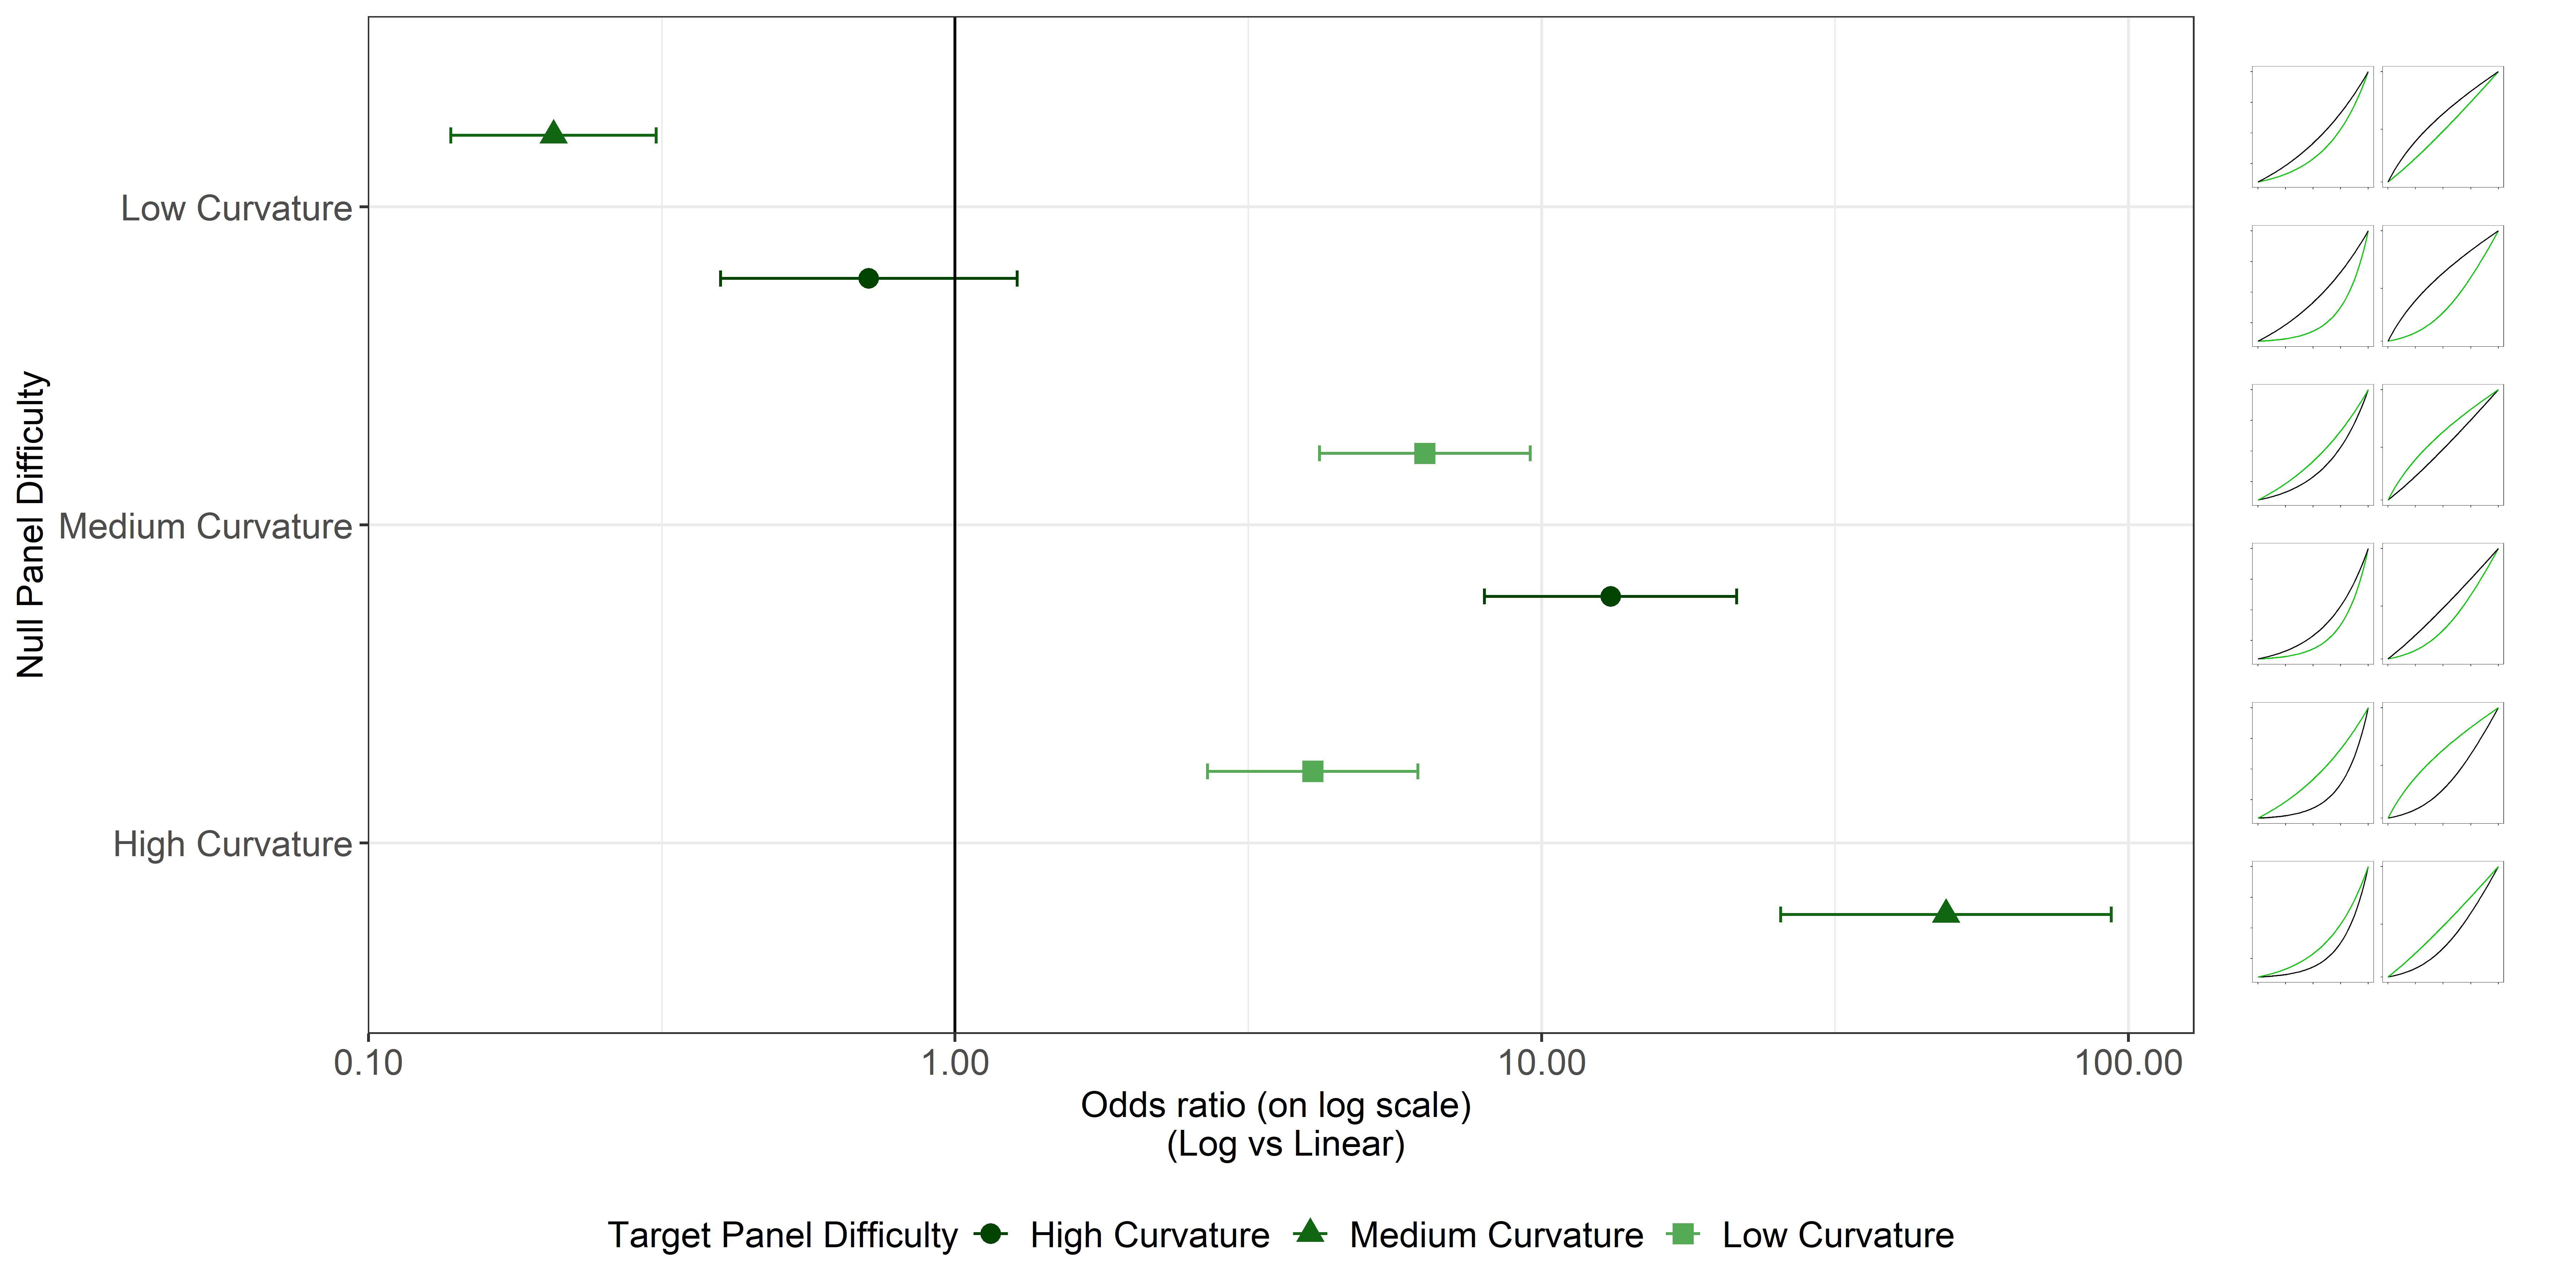 Null Panel Difficulty
Low Curvature
Medium Curvature
High Curvature
0.10
1.00
10.00
100.00
Odds ratio (on log scale)
(Log vs Linear)
Target Panel Difficulty High Curvature Medium Curvature Low Curvature